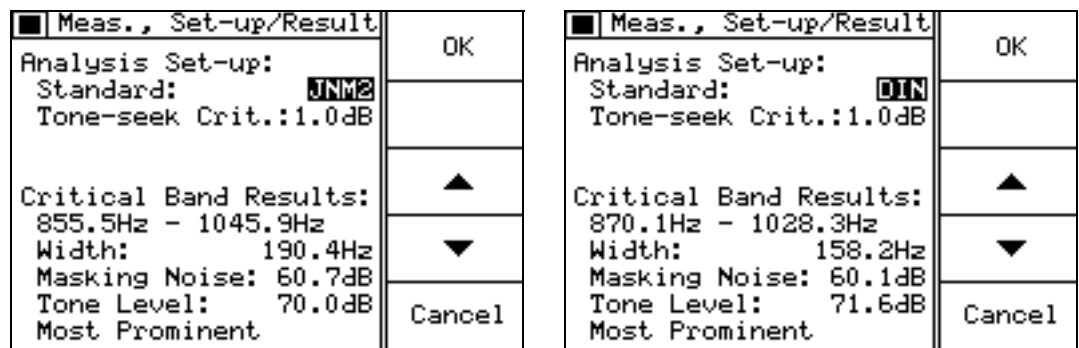 Meas., Set-up/Result
Analysis Set-up:
Standard: JNM2
Tone-seek Crit.:1.0dB
Critical Band Results:
855.5Hz - 1045.9Hz
Width: 190.4Hz
Masking Noise: 60.7dB
Tone Level: 70.0dB
Most Prominent
OK
Cancel
Meas., Set-up/Result
Analysis Set-up:
Standard: DIN
Tone-seek Crit.:1.0dB
Critical Band Results:
870.1Hz - 1028.3Hz
Width: 158.2Hz
Masking Noise: 60.1dB
Tone Level: 71.6dB
Most Prominent
OK
Cancel